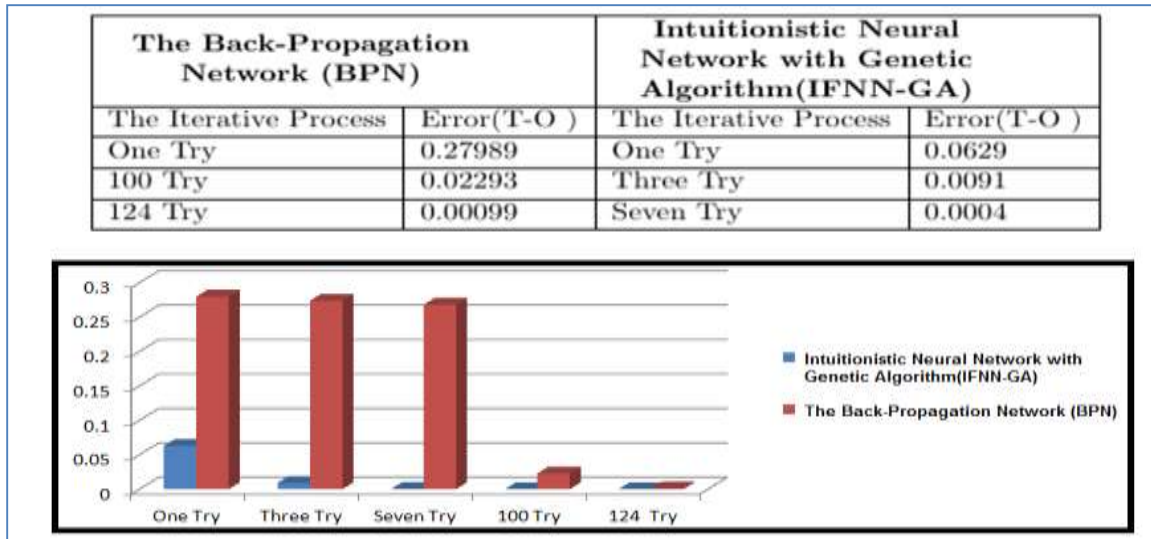 The Back-Propagation
Network (BPN)
Intuitionistic Neural
Network with Genetic
Algorithm(IFNN-GA)
The Iterative Process Error(T-O ) The Iterative Process Error(T-O )
One Try 0.27989 One Try 0.0629
100 Try 0.02293 Three Try 0.0091
124 Try 0.00099 Seven Try 0.0004
0.3
0.25
0.2
0.15
0.1
0.05
0
One Try Three Try Seven Try 100 Try 124 Try
Intuitionistic Neural Network with
Genetic Algorithm(IFNN-GA)
The Back-Propagation Network (BPN)